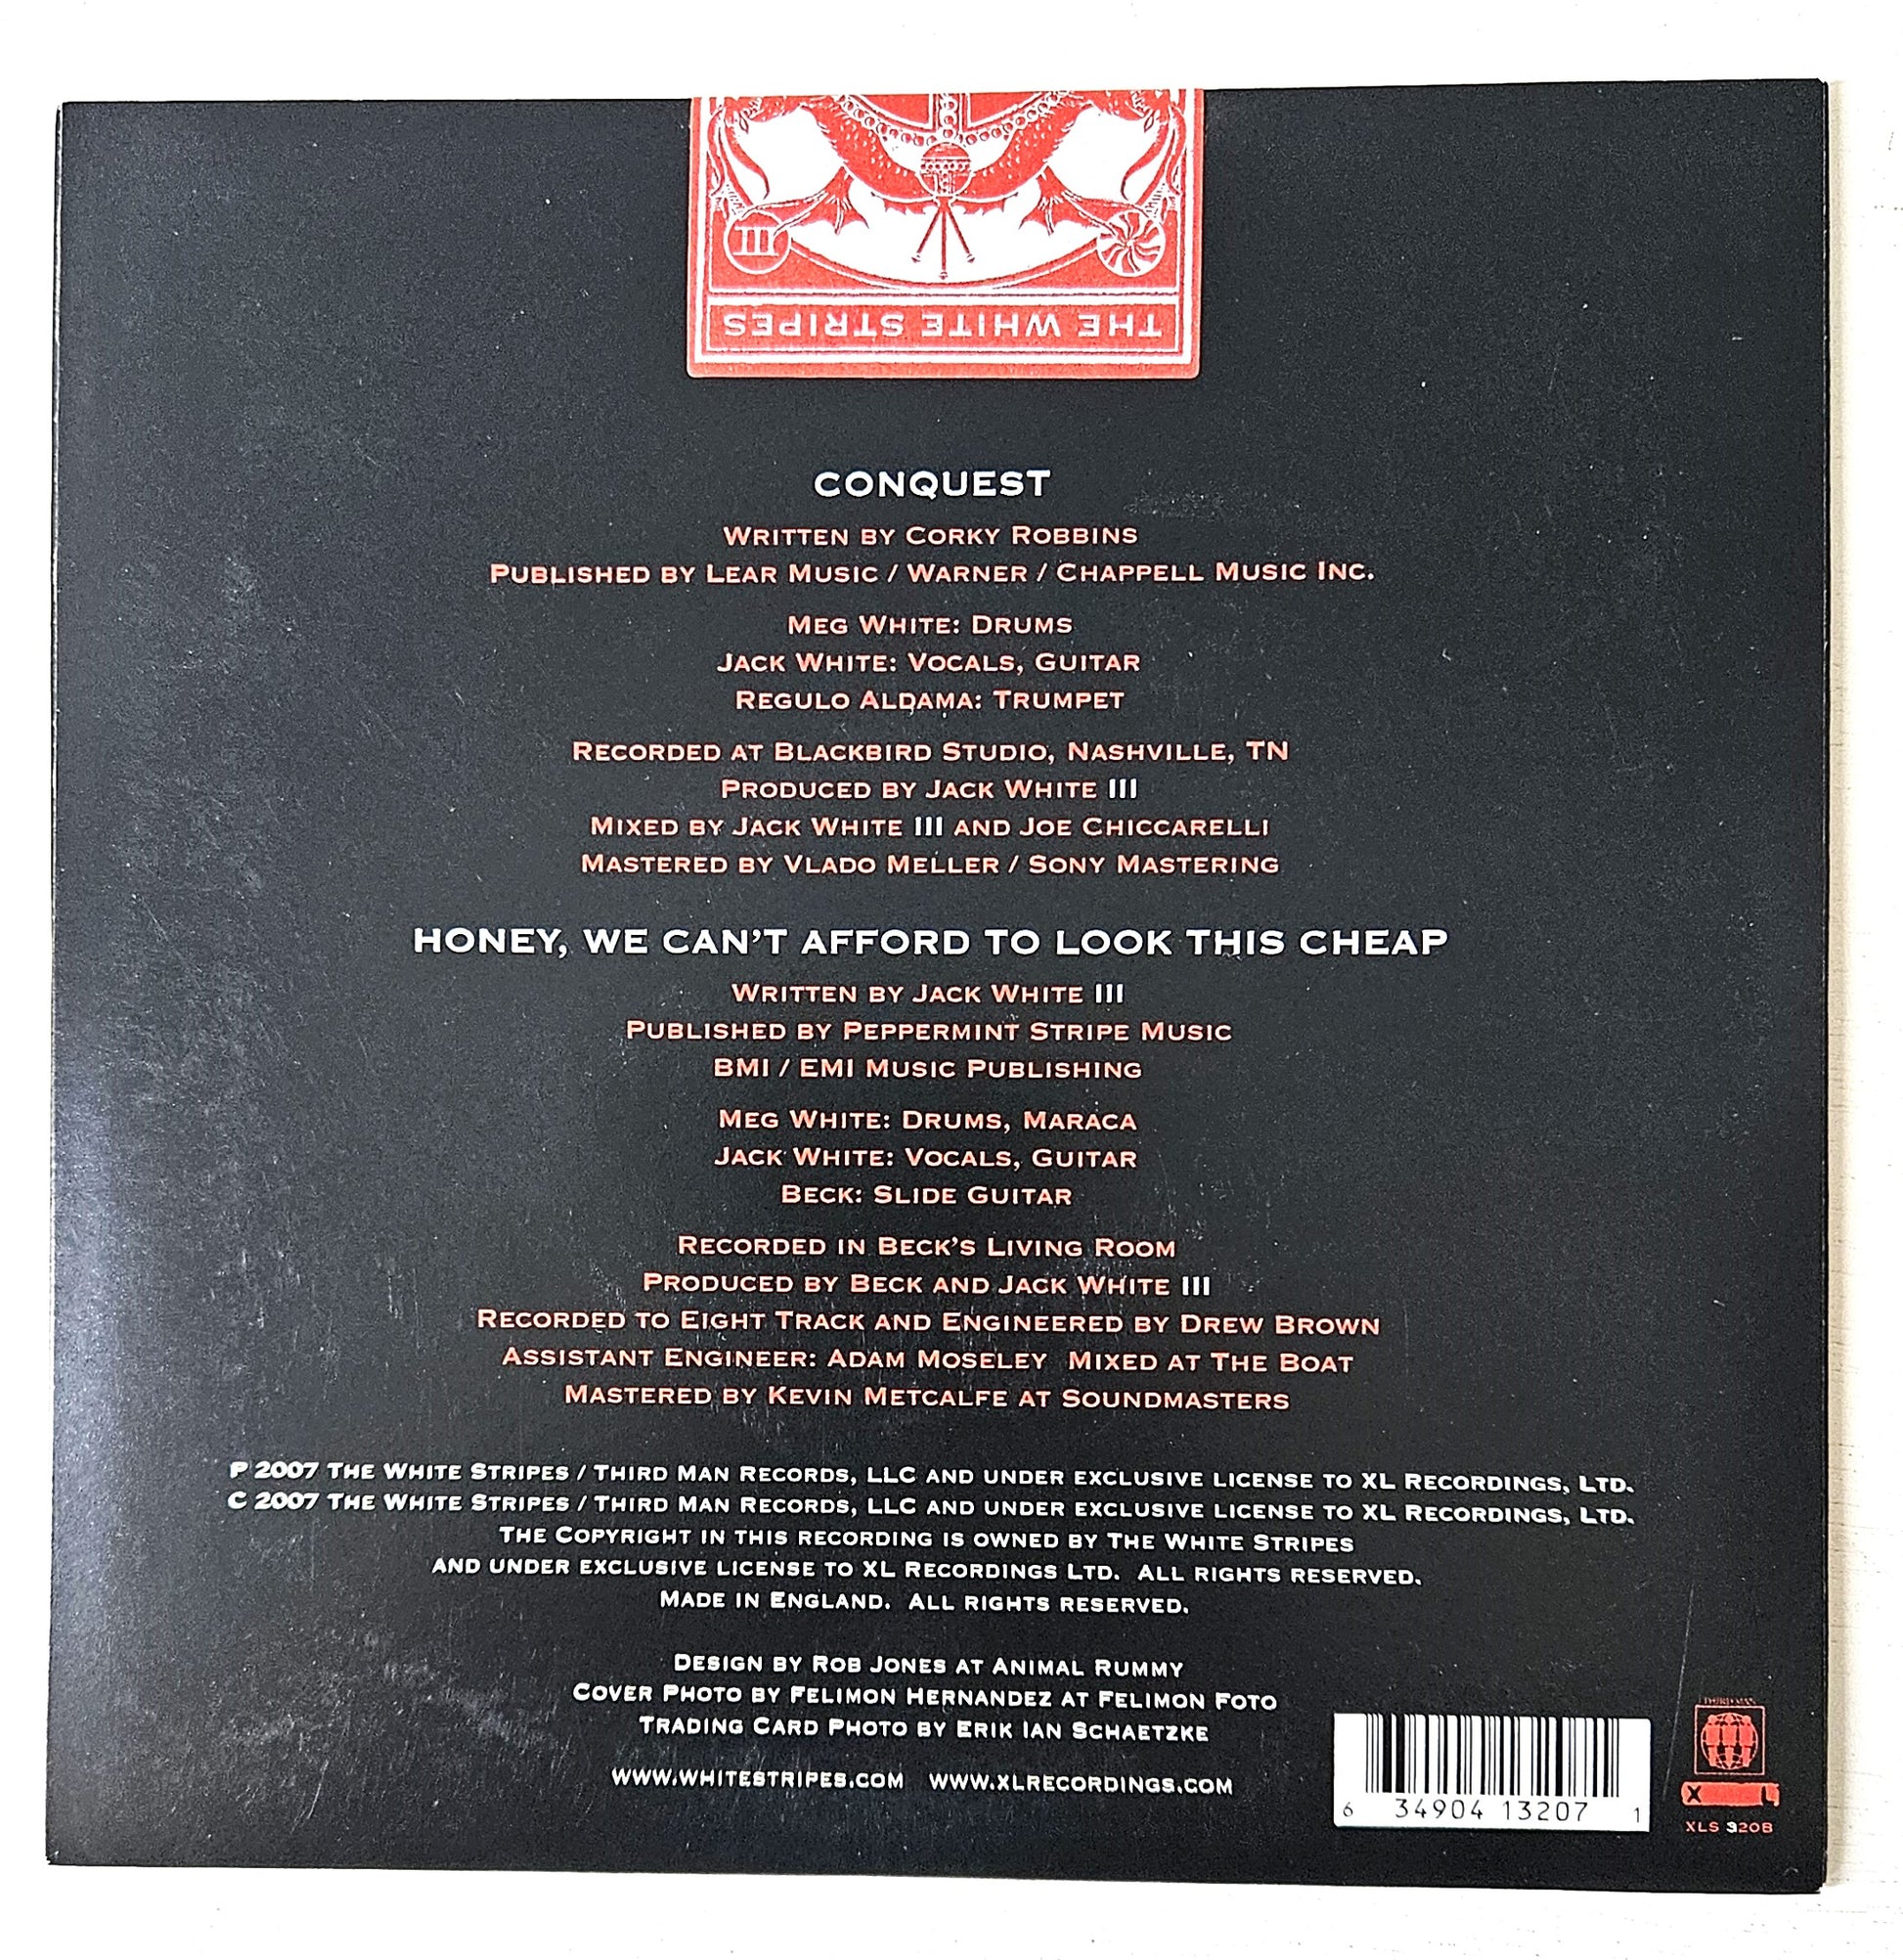 III
THE WHITE STRIPES
CONQUEST
WRITTEN BY CORKY ROBBINS
PUBLISHED BY LEAR MUSIC / WARNER / CHAPPELL MUSIC INC.
MEG WHITE: DRUMS
JACK WHITE: VOCALS, GUITAR
REGULO ALDAMA: TRUMPET
RECORDED AT BLACKBIRD STUDIO, NASHVILLE, TN
PRODUCED BY JACK WHITE III
MIXED BY JACK WHITE III AND JOE CHICCARELLI
MASTERED BY VLADO MELLER / SONY MASTERING
HONEY, WE CAN'T AFFORD TO LOOK THIS CHEAP
WRITTEN BY JACK WHITE III
PUBLISHED BY PEPPERMINT STRIPE MUSIC
BMI / EMI MUSIC PUBLISHING
MEG WHITE: DRUMS, MARACA
JACK WHITE: VOCALS, GUITAR
BECK: SLIDE GUITAR
RECORDED IN BECK'S LIVING ROOM
PRODUCED BY BECK AND JACK WHITE III
RECORDED TO EIGHT TRACK AND ENGINEERED BY DREW BROWN
ASSISTANT ENGINEER: ADAM MOSELEY MIXED AT THE BOAT
MASTERED BY KEVIN METCALFE AT SOUNDMASTERS
P 2007 THE WHITE STRIPES / THIRD MAN RECORDS, LLC AND UNDER EXCLUSIVE LICENSE TO XL RECORDINGS, LTD.
C 2007 THE WHITE STRIPES / THIRD MAN RECORDS, LLC AND UNDER EXCLUSIVE LICENSE TO XL RECORDINGS, LTD.
THE COPYRIGHT IN THIS RECORDING IS OWNED BY THE WHITE STRIPES
AND UNDER EXCLUSIVE LICENSE TO XL RECORDINGS LTD. ALL RIGHTS RESERVED.
MADE IN ENGLAND. ALL RIGHTS RESERVED.
DESIGN BY ROB JONES AT ANIMAL RUMMY
COVER PHOTO BY FELIMON HERNANDEZ AT FELIMON FOTO
TRADING CARD PHOTO BY ERIK IAN SCHAETZKE
WWW.WHITESTRIPES.COM WWW.XLRECORDINGS.COM
6 34904 13207 1
THIRD MAN
X L
XLS 320B